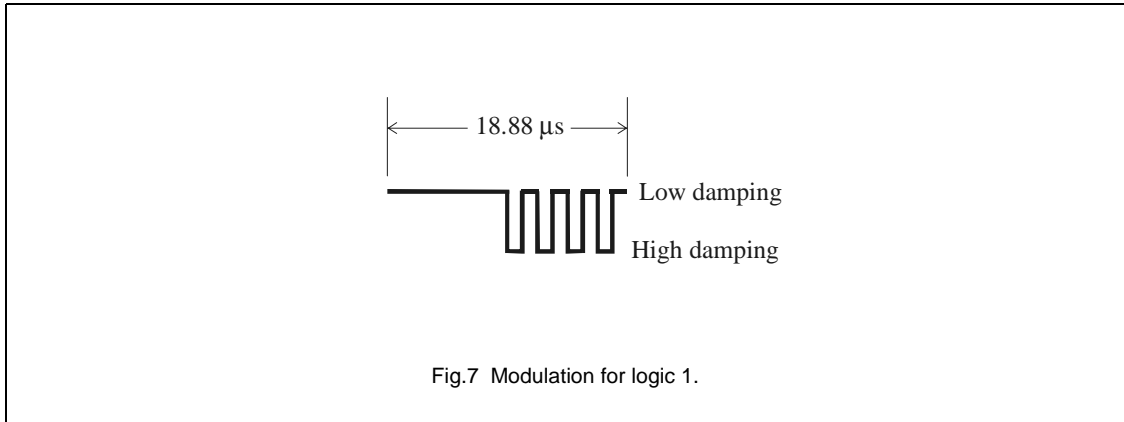 18.88 μs
Low damping
High damping
Fig.7 Modulation for logic 1.